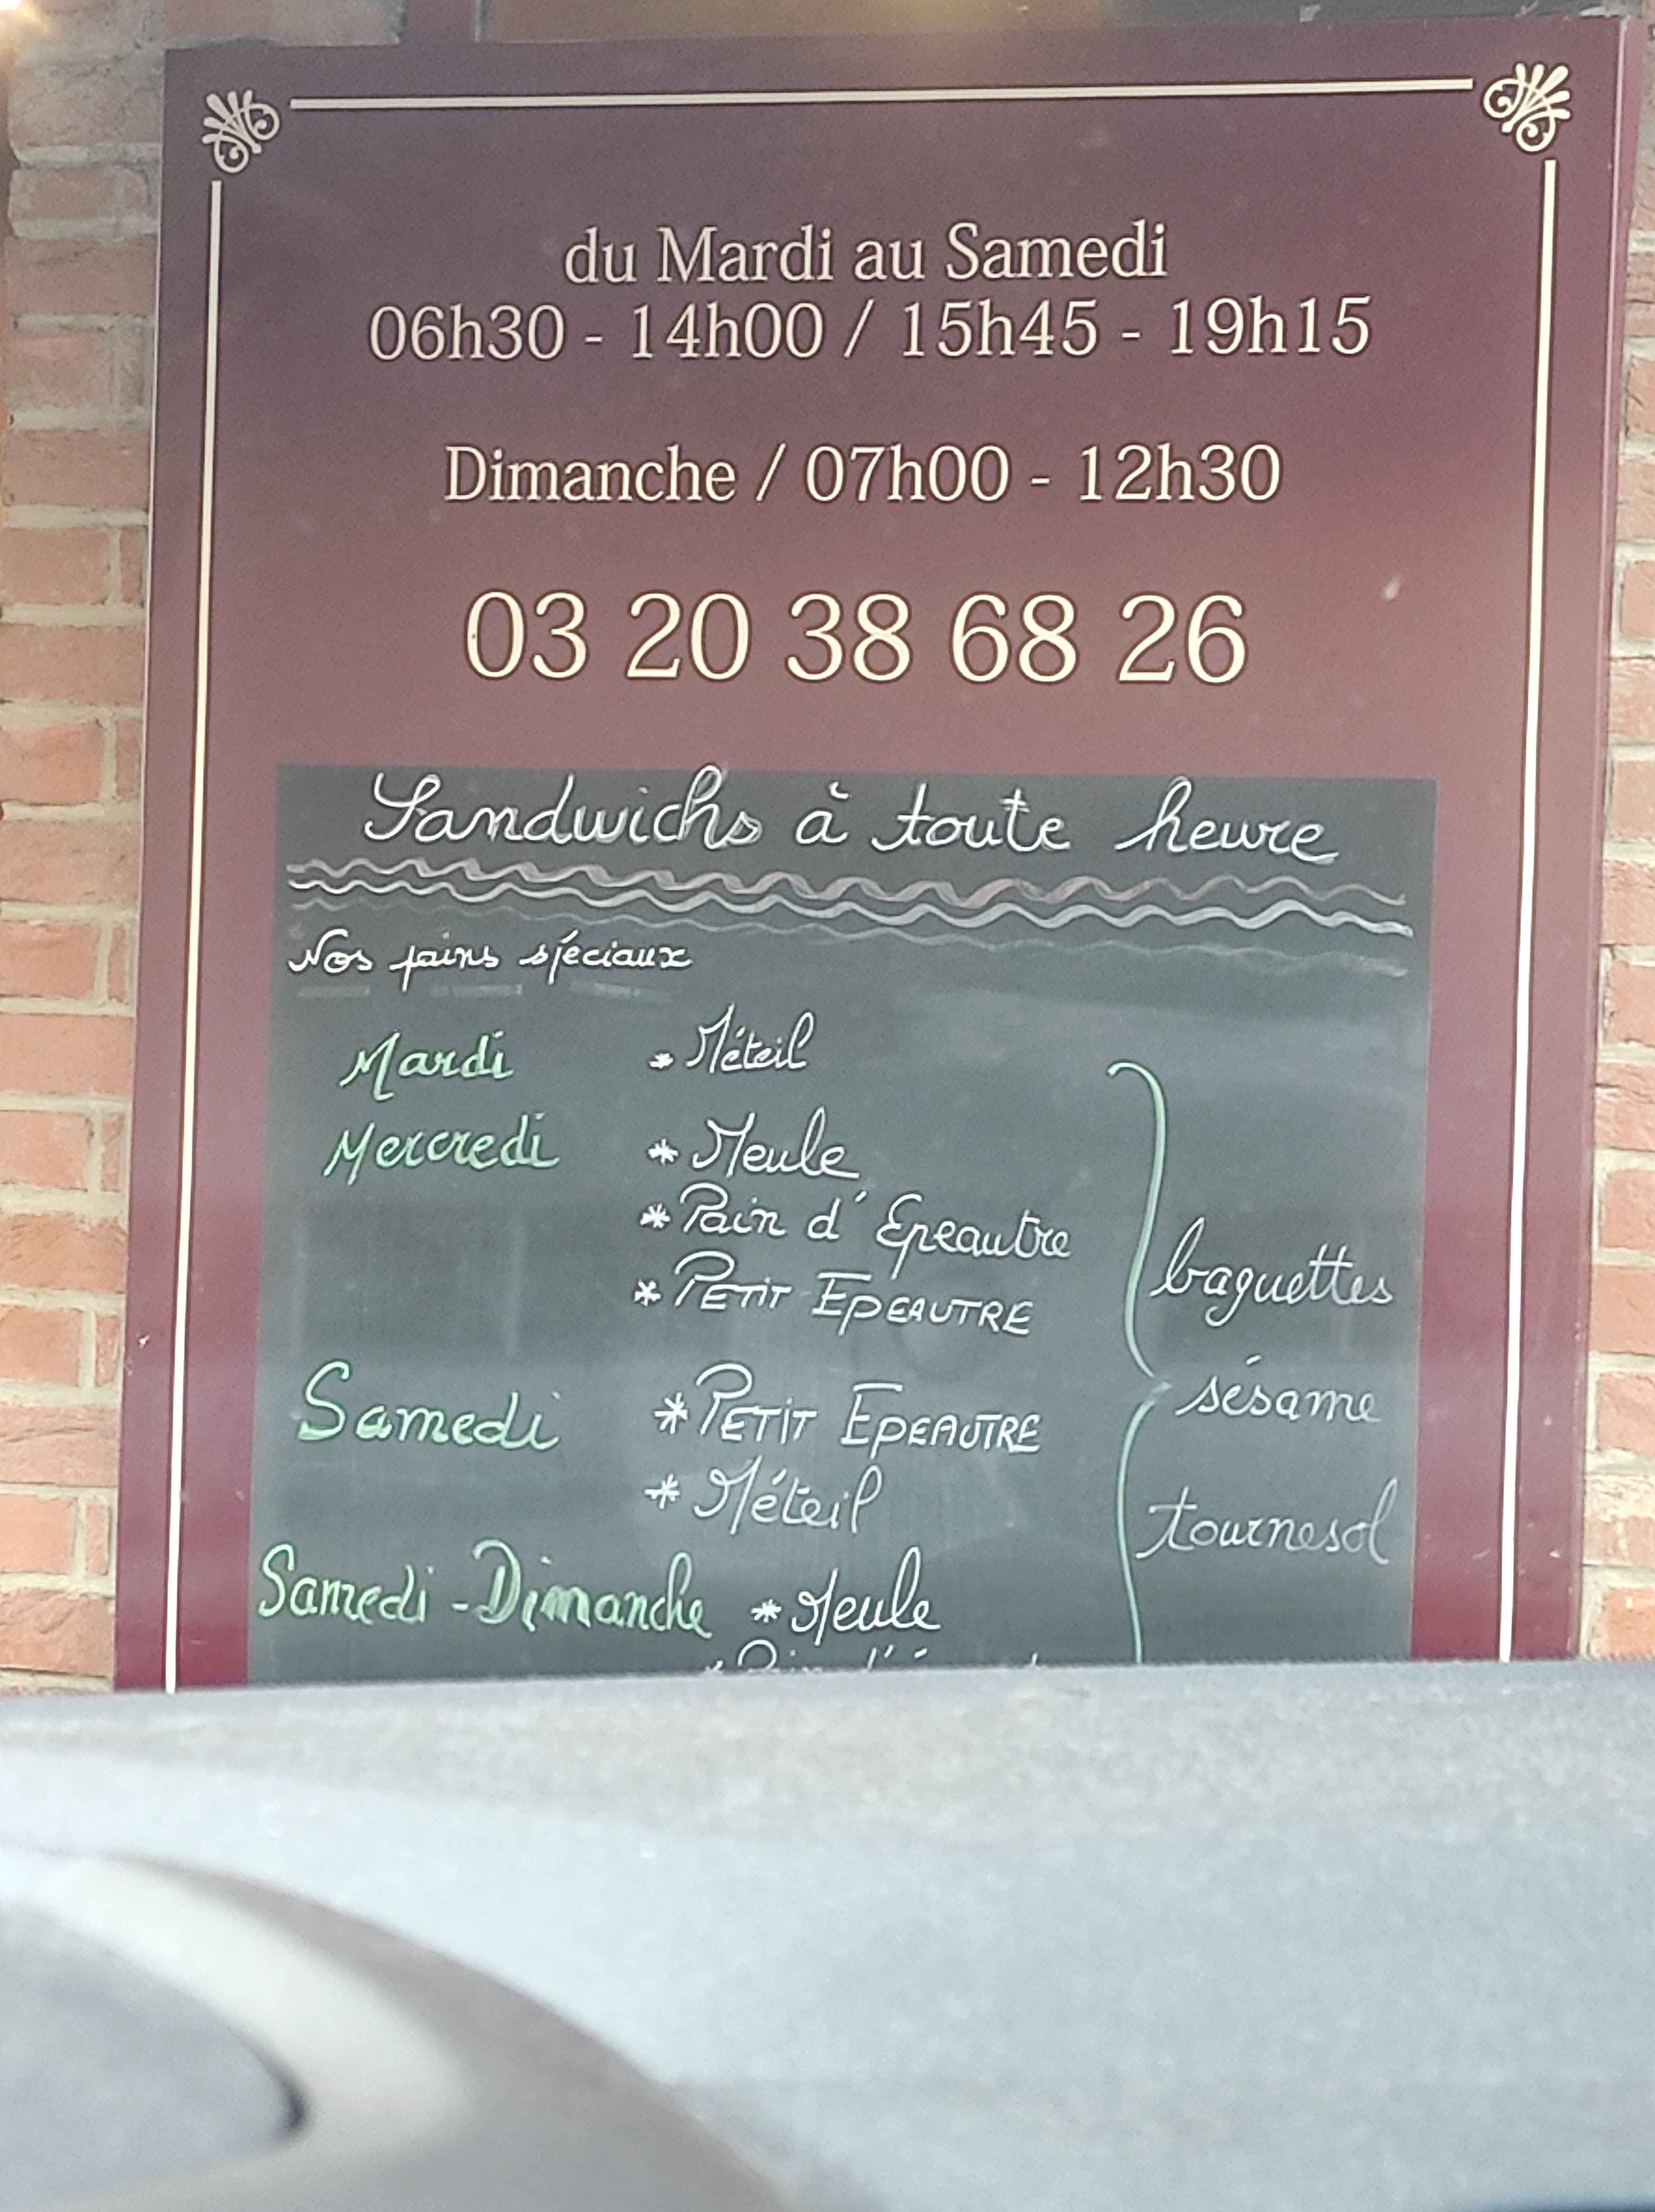 du Mardi au Samedi
06h30 - 14h00 / 15h45 - 19h15
Dimanche / 07h00 - 12h30
03 20 38 68 26
Sandwichs à toute heure
Nos pains spéciaux
Mardi * Méteil
Mercredi * Meule
* Pain d'Epeautre
* PETIT EPEAUTRE
baguettes
sésame
tournesol
Samedi * PETIT EPEAUTRE
* Méteil
Samedi - Dimanche * Meule